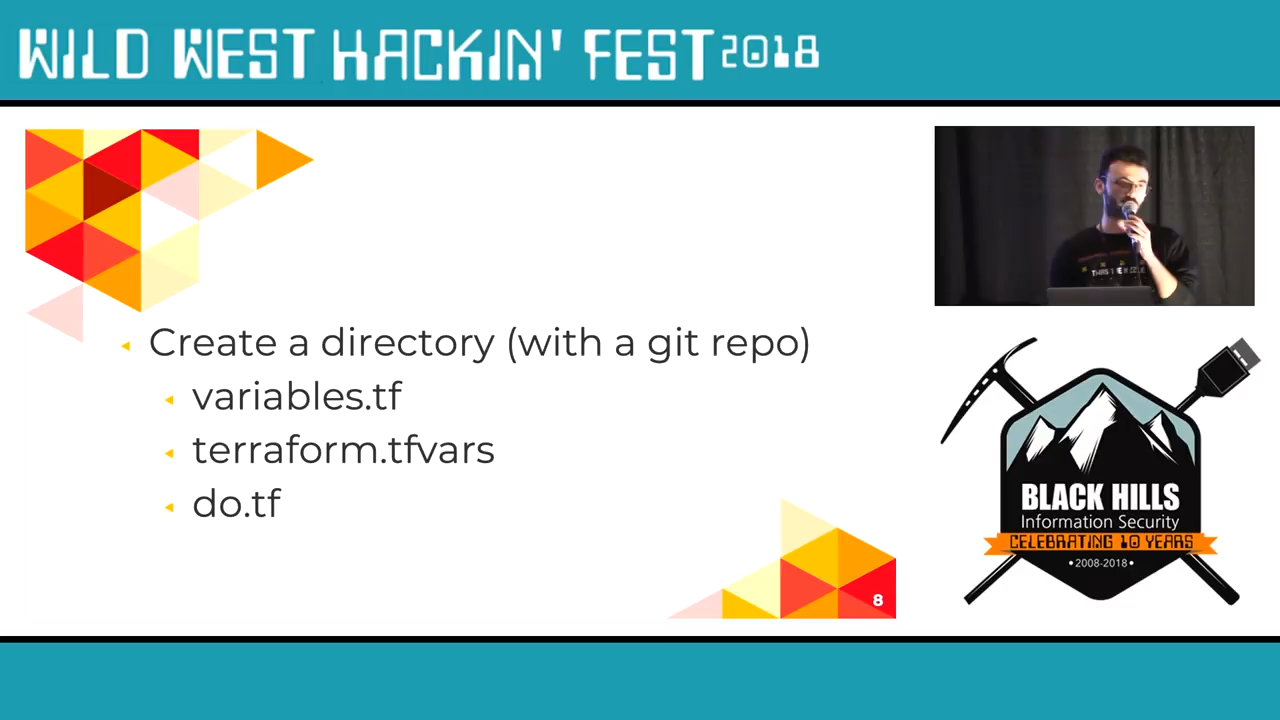 WILD WEST HACKIN' FEST 2018
Create a directory (with a git repo)
variables.tf
terraform.tfvars
do.tf
8
BLACK HILLS
Information Security
CELEBRATING 10 YEARS
•2008-2018•